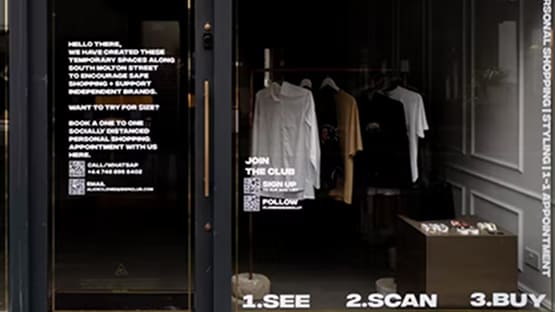 HELLO THERE,
WE HAVE CREATED THESE
TEMPORARY SPACES ALONG
SOUTH MOLTON STREET
TO ENCOURAGE SAFE
SHOPPING + SUPPORT
INDEPENDENT BRANDS.
WANT TO TRY FOR SIZE?
BOOK A ONE TO ONE
SOCIALLY DISTANCED
PERSONAL SHOPPING
APPOINTMENT WITH US
HERE.
CALL/WHATSAP
EMAIL
JOIN
THE CLUB
SIGN UP
FOLLOW
1.SEE 2.SCAN 3.BUY
PERSONAL SHOPPING | STYLING | 1-1 APPOINTMENT